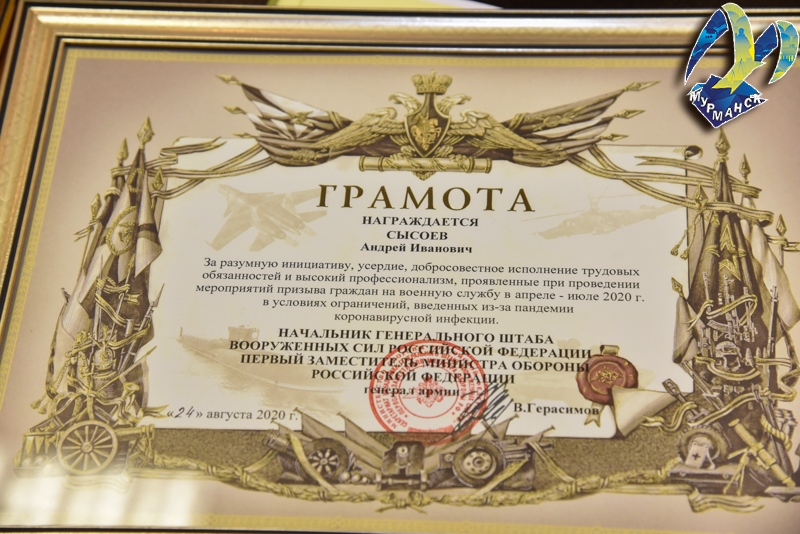 МУРМАНСК
ГРАМОТА
НАГРАЖДАЕТСЯ
СЫСОЕВ
Андрей Иванович
За разумную инициативу, усердие, добросовестное исполнение трудовых
обязанностей и высокий профессионализм, проявленные при проведении
мероприятий призыва граждан на военную службу в апреле - июле 2020 г.
в условиях ограничений, введенных из-за пандемии
коронавирусной инфекции.
НАЧАЛЬНИК ГЕНЕРАЛЬНОГО ШТАБА
ВООРУЖЕННЫХ СИЛ РОССИЙСКОЙ ФЕДЕРАЦИИ -
ПЕРВЫЙ ЗАМЕСТИТЕЛЬ МИНИСТРА ОБОРОНЫ
РОССИЙСКОЙ ФЕДЕРАЦИИ
генерал армии
В.Герасимов
«24» августа 2020 г.